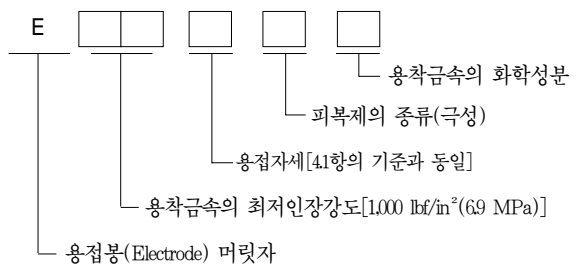 E
용착금속의 화학성분
피복제의 종류(극성)
용접자세[4.1항의 기준과 동일]
용착금속의 최저인장강도[1,000 lbf/in²(6.9 MPa)]
용접봉(Electrode) 머릿자